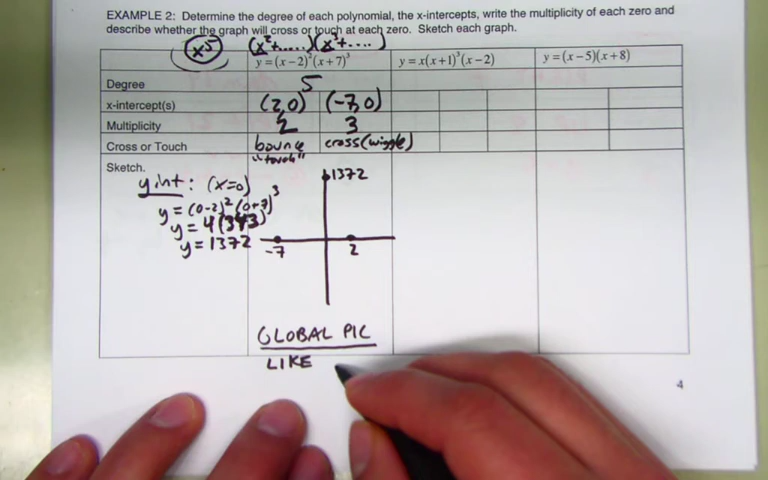 EXAMPLE 2: Determine the degree of each polynomial, the x-intercepts, write the multiplicity of each zero and
describe whether the graph will cross or touch at each zero. Sketch each graph.
x⁵ (x²+....)(x³+....)
y = (x−2)²(x+7)³ y = x(x+1)³(x−2) y = (x−5)(x+8)
Degree 5
x-intercept(s) (2,0) (-7,0)
Multiplicity 2 3
Cross or Touch bounce cross(wiggle)
"touch"
Sketch.
y int: (x=0)
y = (0-2)² (0+7)³
y = 4(343)
y = 1372
1372
-7 2
GLOBAL PIC
LIKE
4